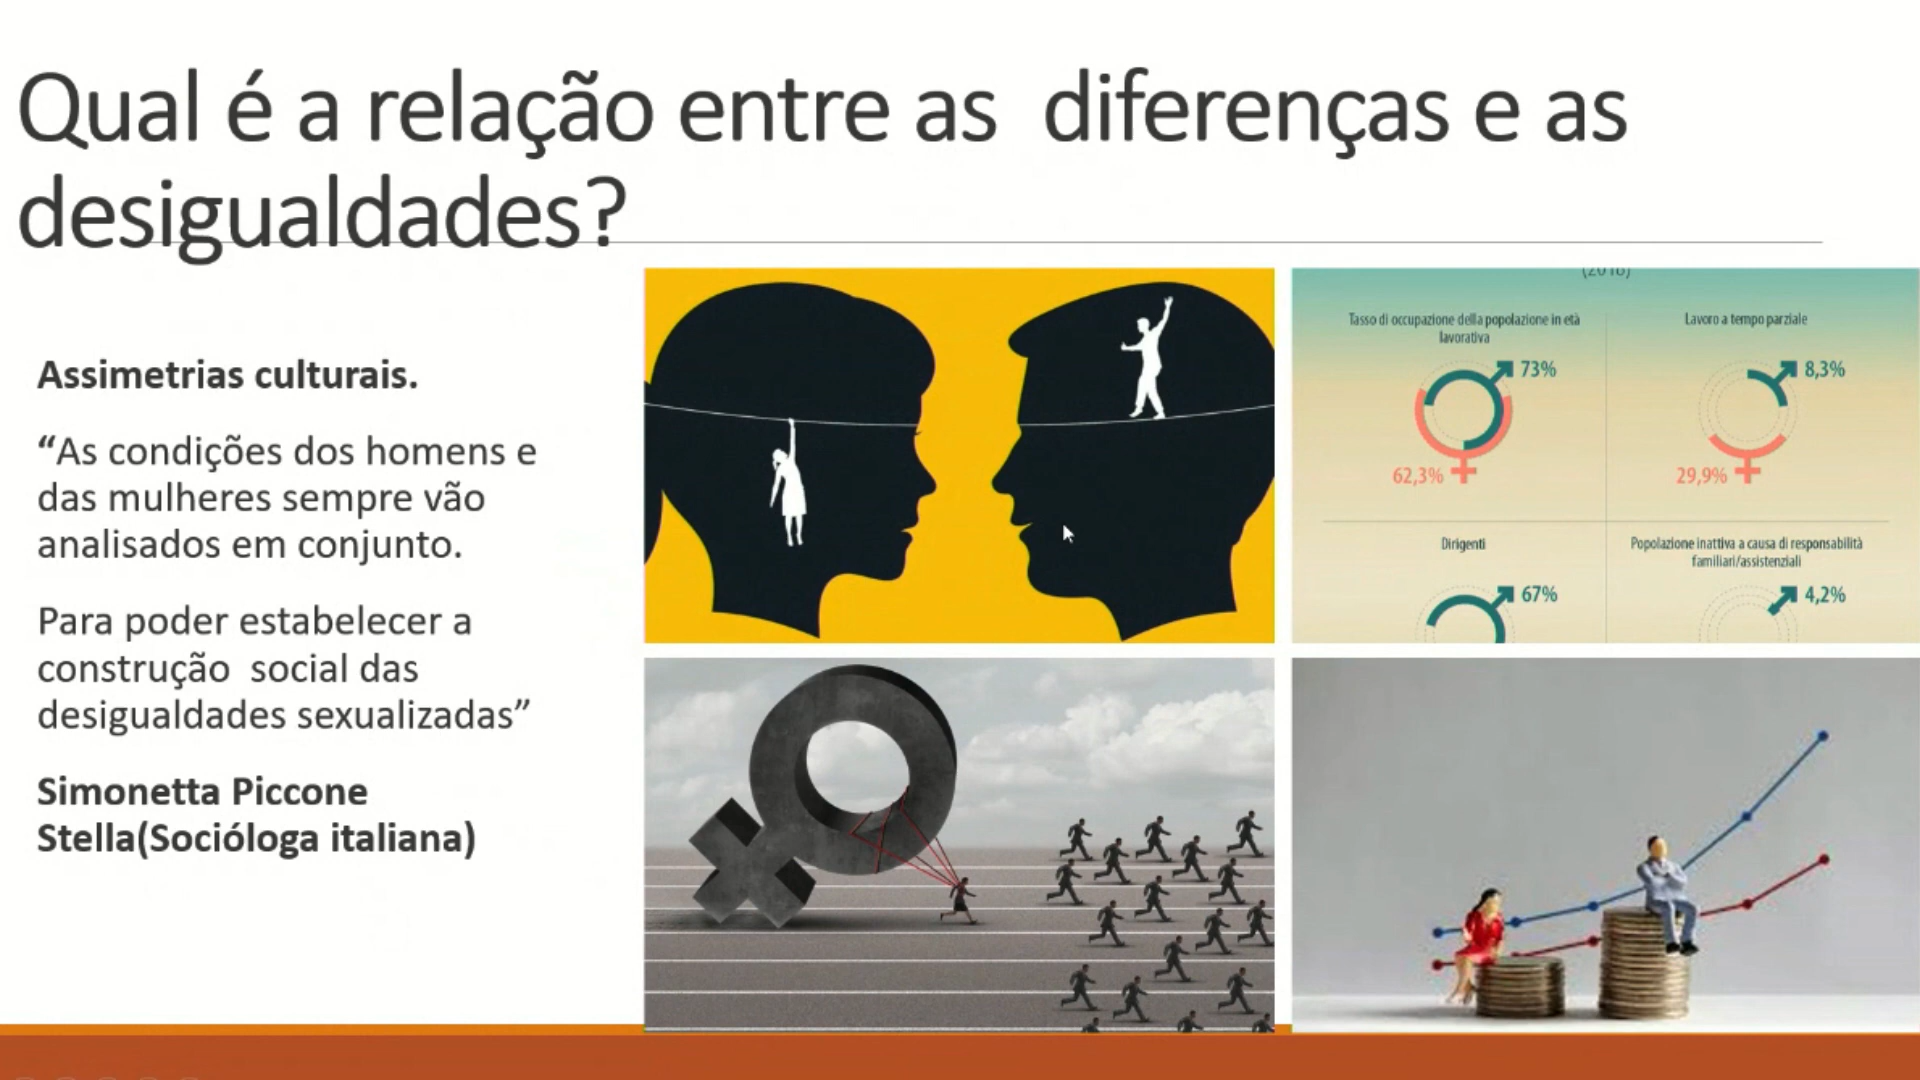 Qual é a relação entre as  diferenças e as
desigualdades?
Assimetrias culturais.
“As condições dos homens e
das mulheres sempre vão
analisados em conjunto.
Para poder estabelecer a
construção  social das
desigualdades sexualizadas”
Simonetta Piccone
Stella(Socióloga italiana)
(2016)
Tasso di occupazione della popolazione in età
lavorativa
73%
62,3%
Lavoro a tempo parziale
8,3%
29,9%
Dirigenti
67%
Popolazione inattiva a causa di responsabilità
familiari/assistenziali
4,2%